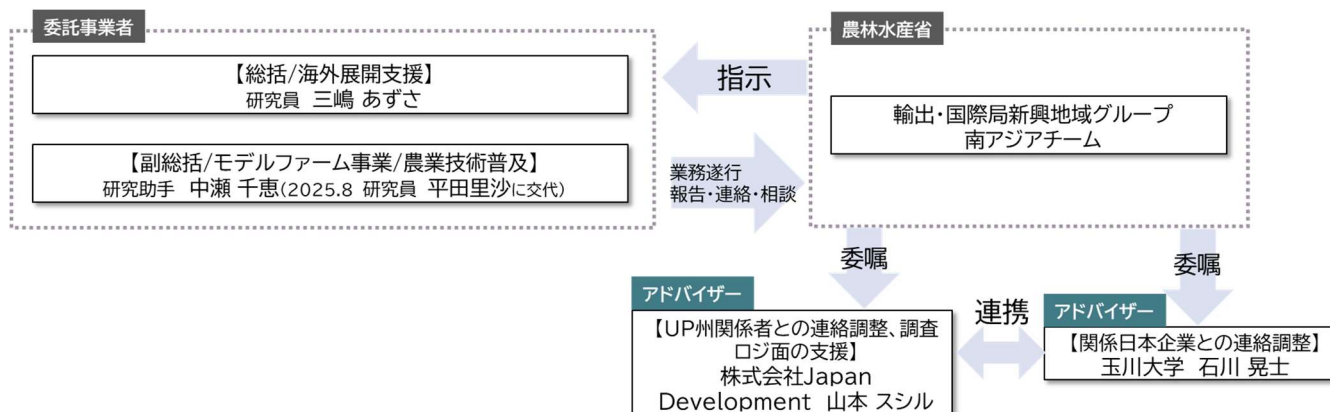 委託事業者
【総括/海外展開支援】
研究員 三嶋 あずさ
【副総括/モデルファーム事業/農業技術普及】
研究助手 中瀬 千恵(2025.8 研究員 平田里沙に交代)
指示
業務遂行
報告・連絡・相談
農林水産省
輸出・国際局新興地域グループ
南アジアチーム
委嘱
委嘱
アドバイザー
【UP州関係者との連絡調整、調査
ロジ面の支援】
株式会社Japan
Development 山本 スシル
連携
アドバイザー
【関係日本企業との連絡調整】
玉川大学 石川 晃士